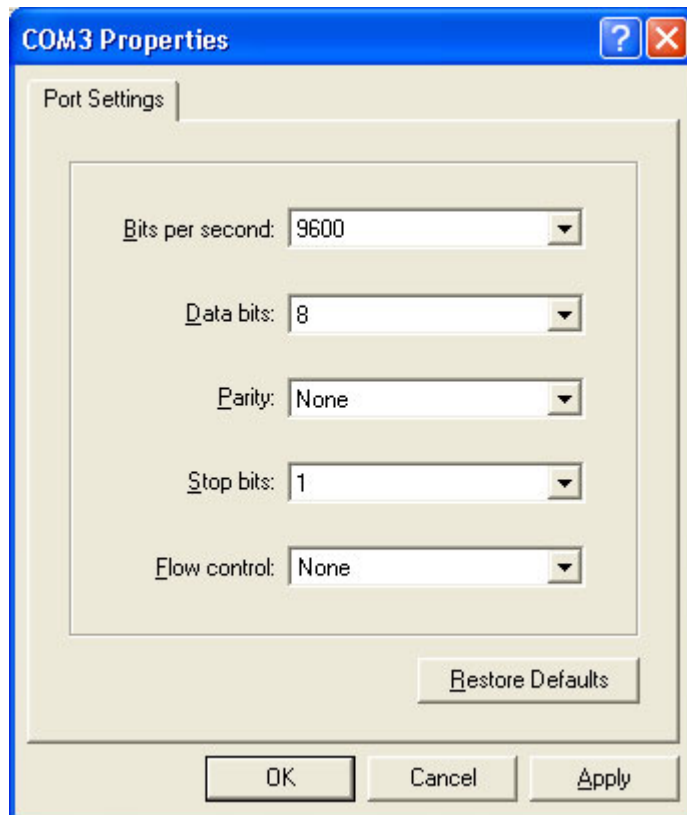 COM3 Properties
Port Settings
Bits per second: 9600
Data bits: 8
Parity: None
Stop bits: 1
Flow control: None
Restore Defaults
OK Cancel Apply